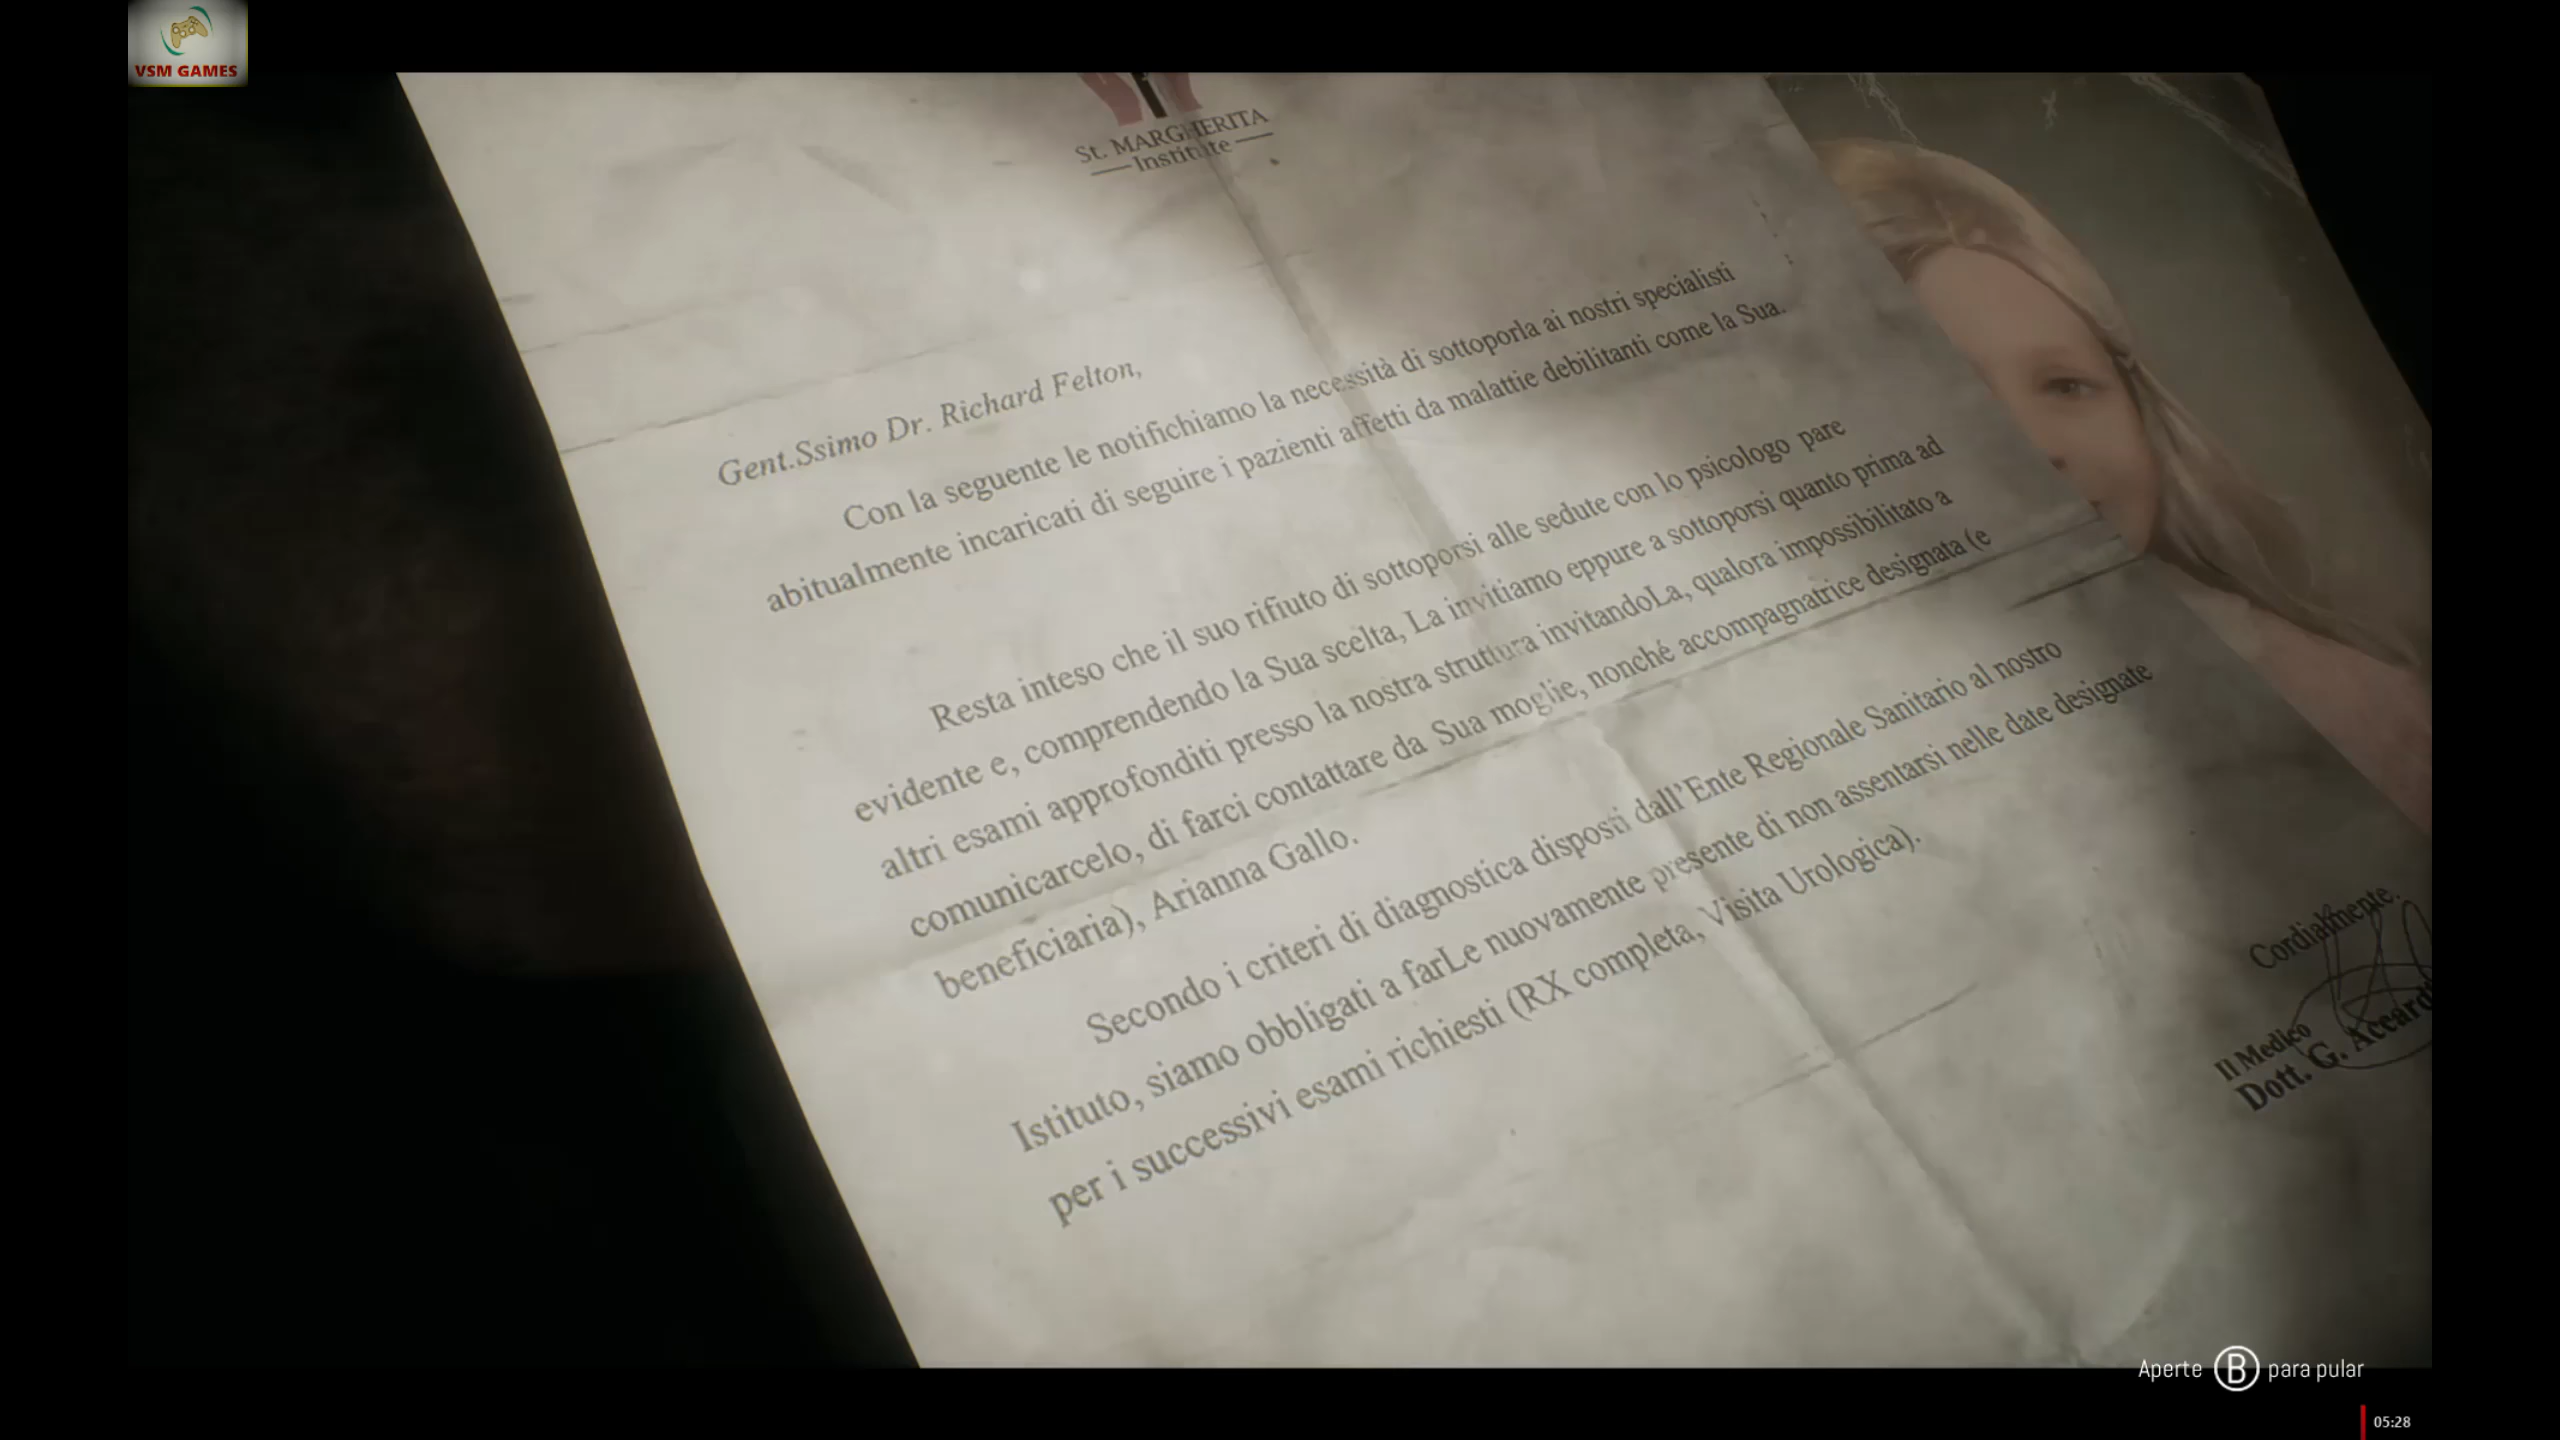 VSM GAMES
St. MARGHERITA
Institute
Gent.Ssimo Dr. Richard Felton,
Con la seguente le notifichiamo la necessità di sottoporla ai nostri specialisti
abitualmente incaricati di seguire i pazienti affetti da malattie debilitanti come la Sua.
Resta inteso che il suo rifiuto di sottoporsi alle sedute con lo psicologo pare
evidente e, comprendendo la Sua scelta, La invitiamo eppure a sottoporsi quanto prima ad
altri esami approfonditi presso la nostra struttura invitandoLa, qualora impossibilitato a
comunicarcelo, di farci contattare da Sua moglie, nonché accompagnatrice designata (e
beneficiaria), Arianna Gallo.
Secondo i criteri di diagnostica disposti dall'Ente Regionale Sanitario al nostro
Istituto, siamo obbligati a farLe nuovamente presente di non assentarsi nelle date designate
per i successivi esami richiesti (RX completa, Visita Urologica).
Cordialmente.
Il Medico
Dott. G. Accardi
Aperte B para pular
05:28